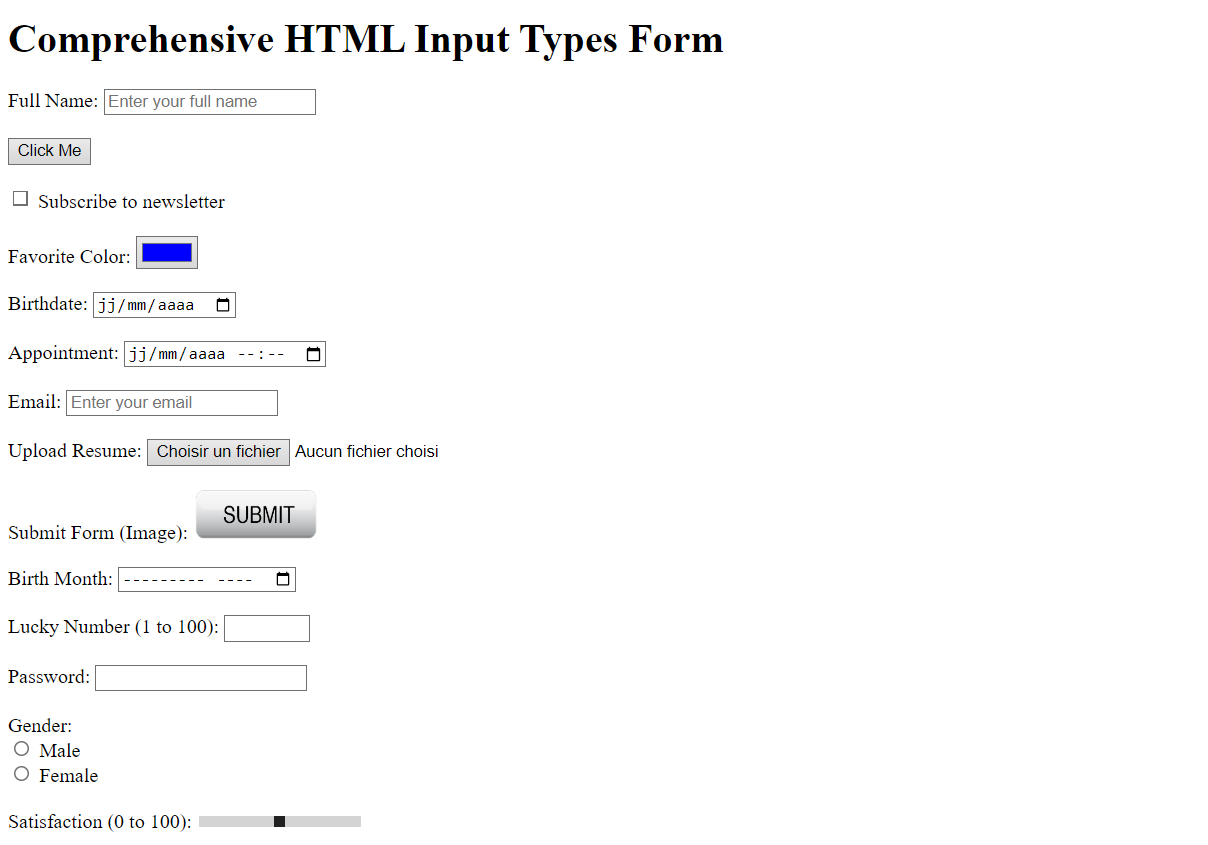 Comprehensive HTML Input Types Form
Full Name: Enter your full name
Click Me
Subscribe to newsletter
Favorite Color:
Birthdate: jj/mm/aaaa
Appointment: jj/mm/aaaa --:--
Email: Enter your email
Upload Resume: Choisir un fichier Aucun fichier choisi
Submit Form (Image): SUBMIT
Birth Month: --------- ----
Lucky Number (1 to 100):
Password:
Gender:
Male
Female
Satisfaction (0 to 100):